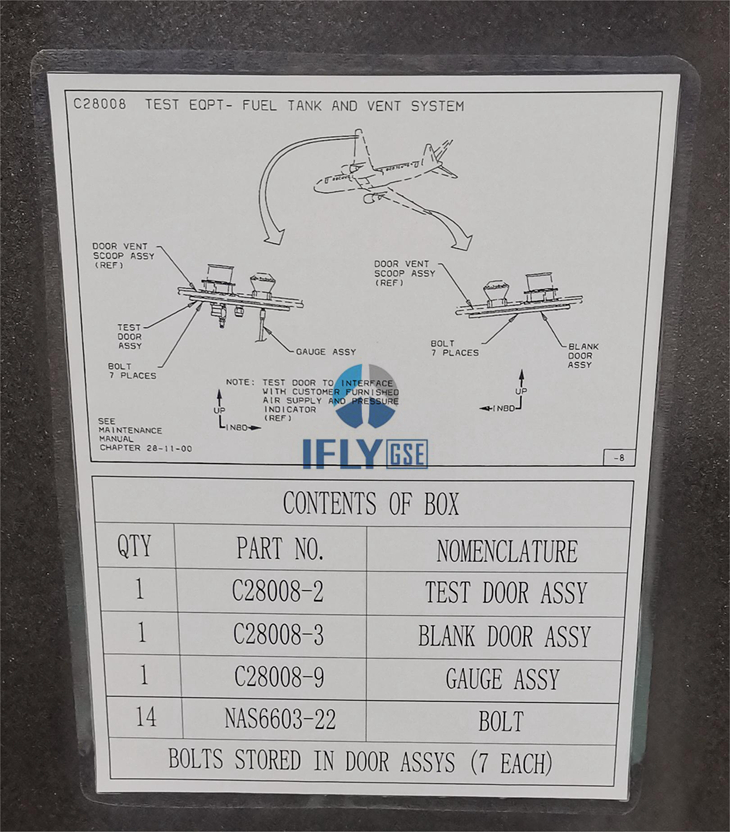 C28008 TEST EQPT- FUEL TANK AND VENT SYSTEM
DOOR VENT
SCOOP ASSY
(REF)
TEST
DOOR
ASSY
BOLT
7 PLACES
GAUGE ASSY
DOOR VENT
SCOOP ASSY
(REF)
BOLT
7 PLACES
BLANK
DOOR
ASSY
NOTE: TEST DOOR TO INTERFACE
WITH CUSTOMER FURNISHED
AIR SUPPLY AND PRESSURE
INDICATOR
(REF)
UP
INBD
UP
INBD
SEE
MAINTENANCE
MANUAL
CHAPTER 28-11-00
IFLY GSE
-8
CONTENTS OF BOX
QTY PART NO. NOMENCLATURE
1 C28008-2 TEST DOOR ASSY
1 C28008-3 BLANK DOOR ASSY
1 C28008-9 GAUGE ASSY
14 NAS6603-22 BOLT
BOLTS STORED IN DOOR ASSYS (7 EACH)